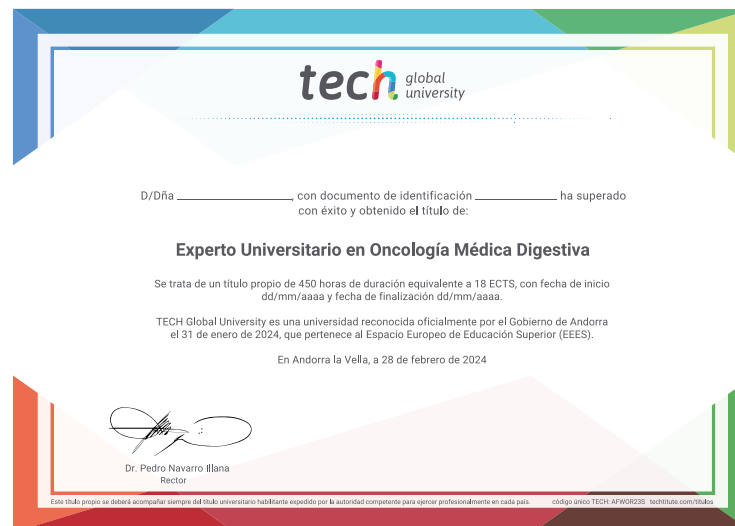 tech global university
D/Dña ____________________, con documento de identificación ______________ ha superado
con éxito y obtenido el título de:
Experto Universitario en Oncología Médica Digestiva
Se trata de un título propio de 450 horas de duración equivalente a 18 ECTS, con fecha de inicio
dd/mm/aaaa y fecha de finalización dd/mm/aaaa.
TECH Global University es una universidad reconocida oficialmente por el Gobierno de Andorra
el 31 de enero de 2024, que pertenece al Espacio Europeo de Educación Superior (EEES).
En Andorra la Vella, a 28 de febrero de 2024
Dr. Pedro Navarro Illana
Rector
Este título propio se deberá acompañar siempre del título universitario habilitante expedido por la autoridad competente para ejercer profesionalmente en cada país. código único TECH: AFWOR23S techtitute.com/titulos